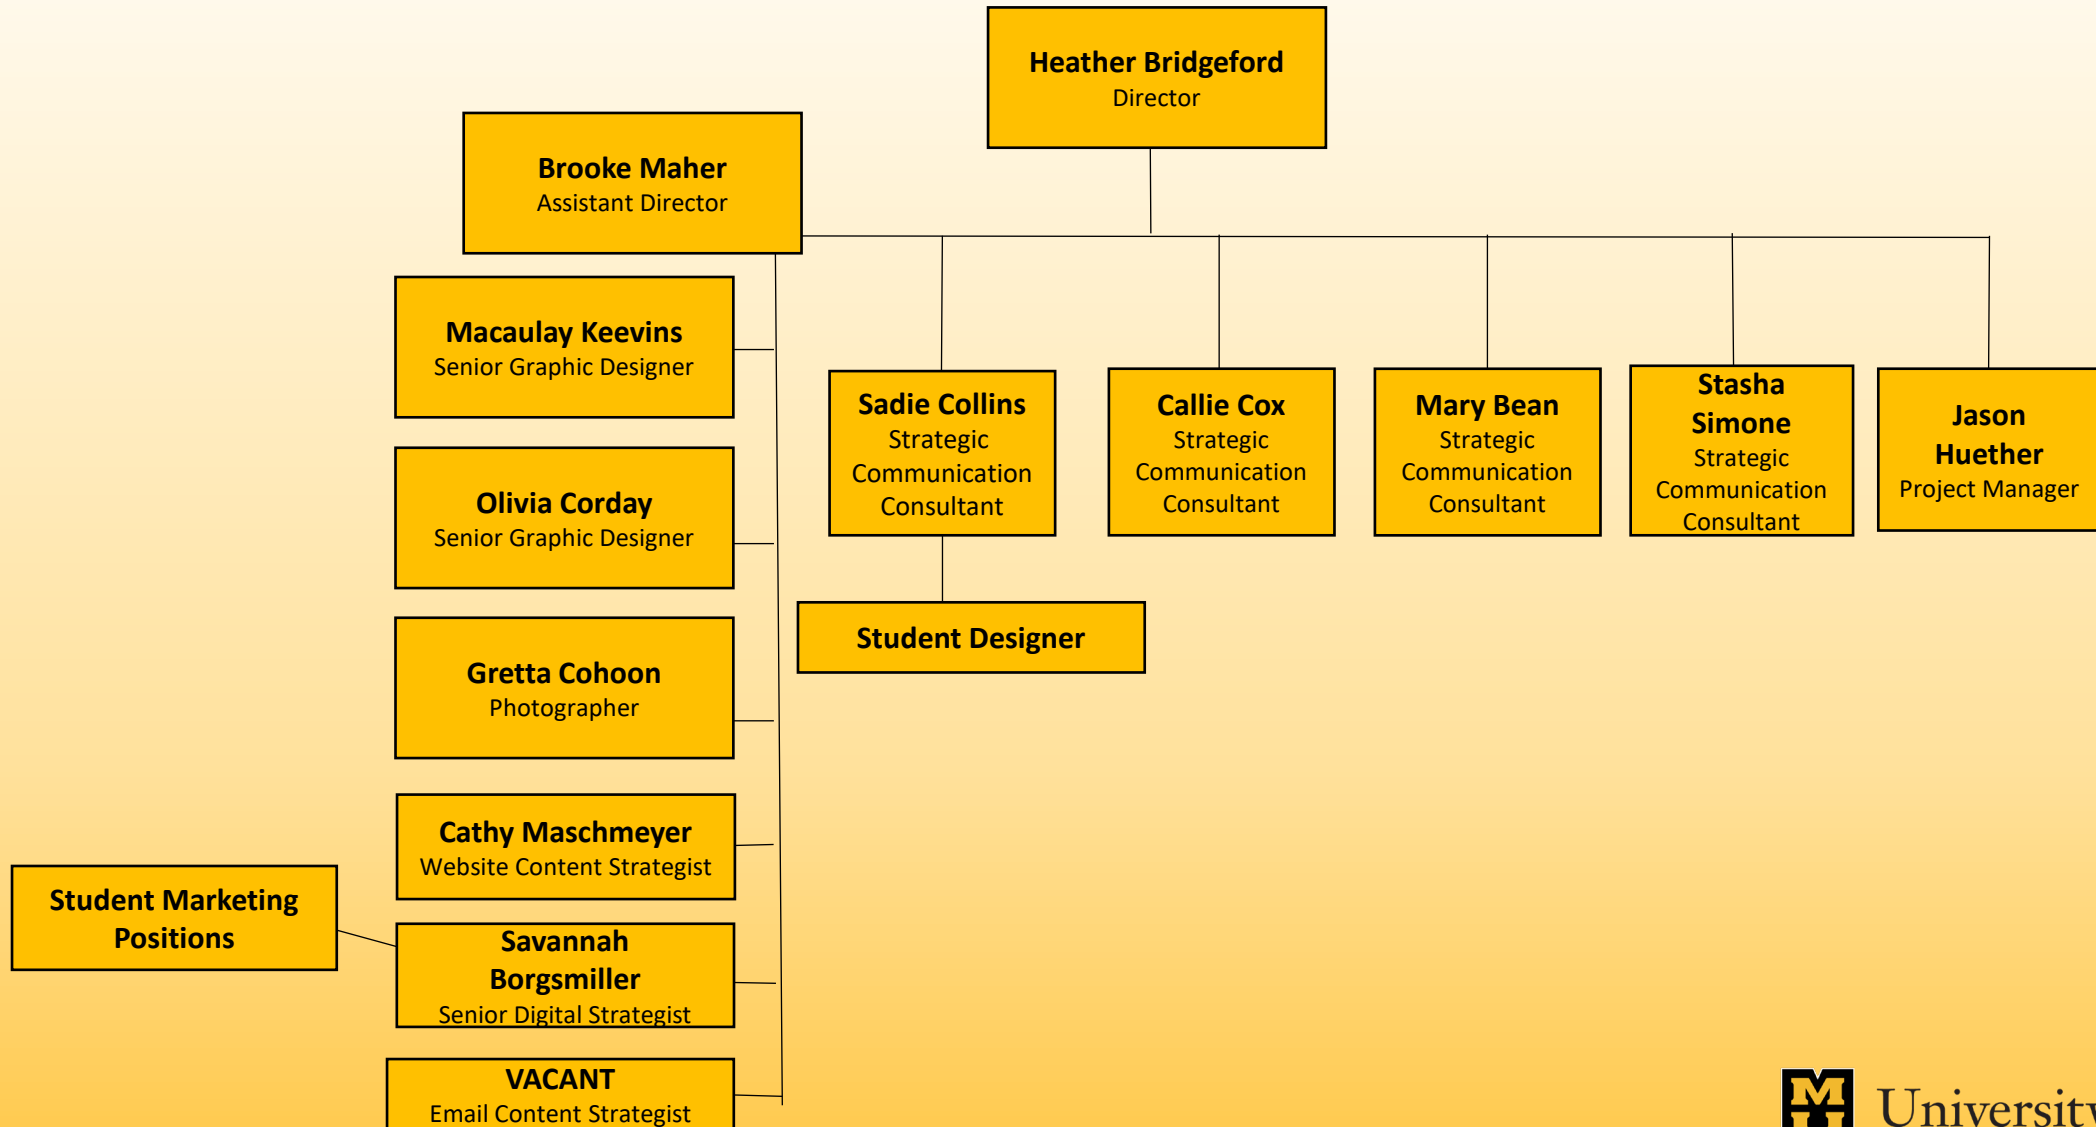 Heather Bridgeford
Director
Brooke Maher
Assistant Director
Macaulay Keevins
Senior Graphic Designer
Olivia Corday
Senior Graphic Designer
Gretta Cohoon
Photographer
Cathy Maschmeyer
Website Content Strategist
Student Marketing
Positions
Savannah
Borgsmiller
Senior Digital Strategist
VACANT
Email Content Strategist
Sadie Collins
Strategic
Communication
Consultant
Student Designer
Callie Cox
Strategic
Communication
Consultant
Mary Bean
Strategic
Communication
Consultant
Stasha
Simone
Strategic
Communication
Consultant
Jason
Huether
Project Manager
University